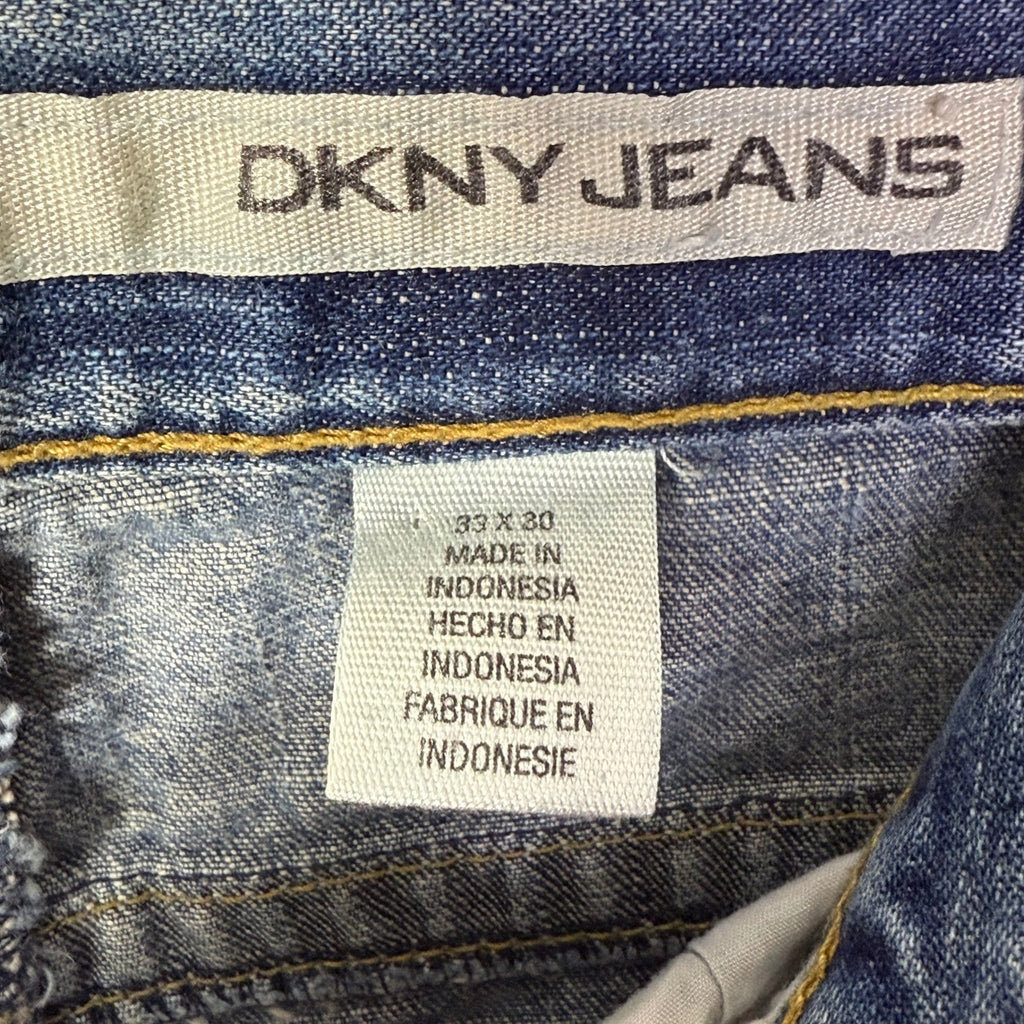 DKNY JEANS
33 X 30
MADE IN
INDONESIA
HECHO EN
INDONESIA
FABRIQUE EN
INDONESIE